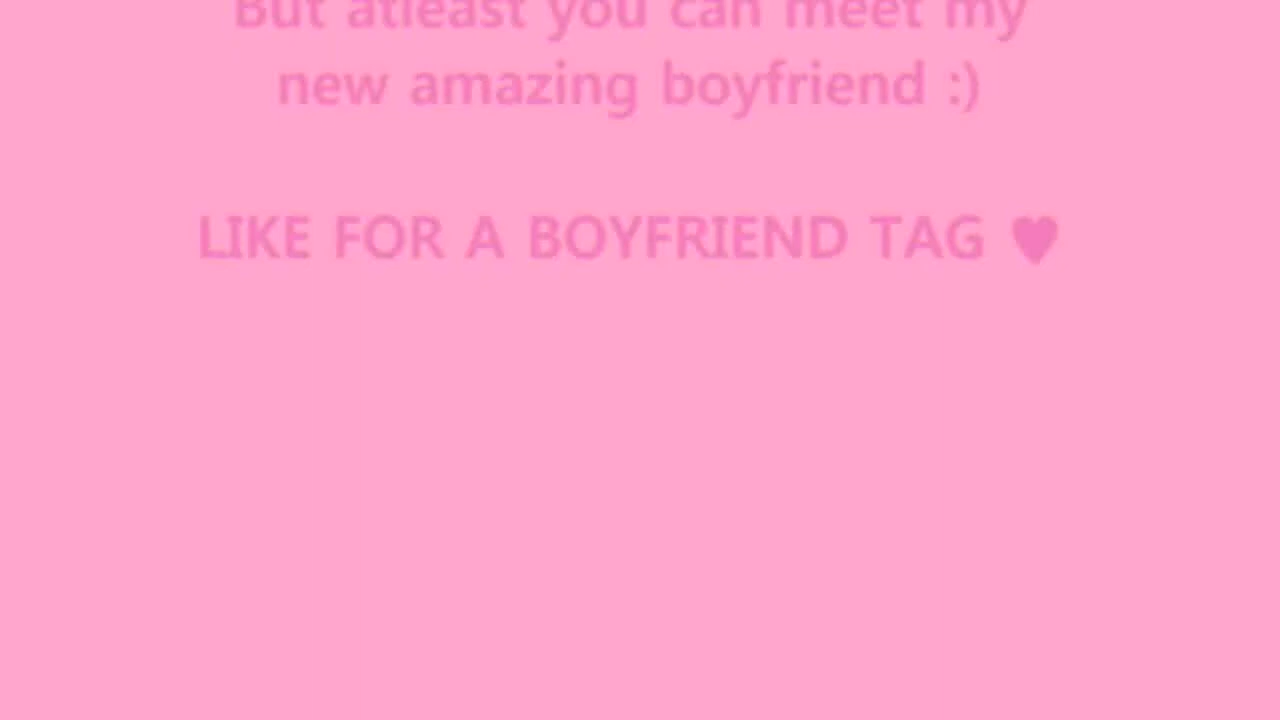 But atleast you can meet my
new amazing boyfriend :)
LIKE FOR A BOYFRIEND TAG ♥